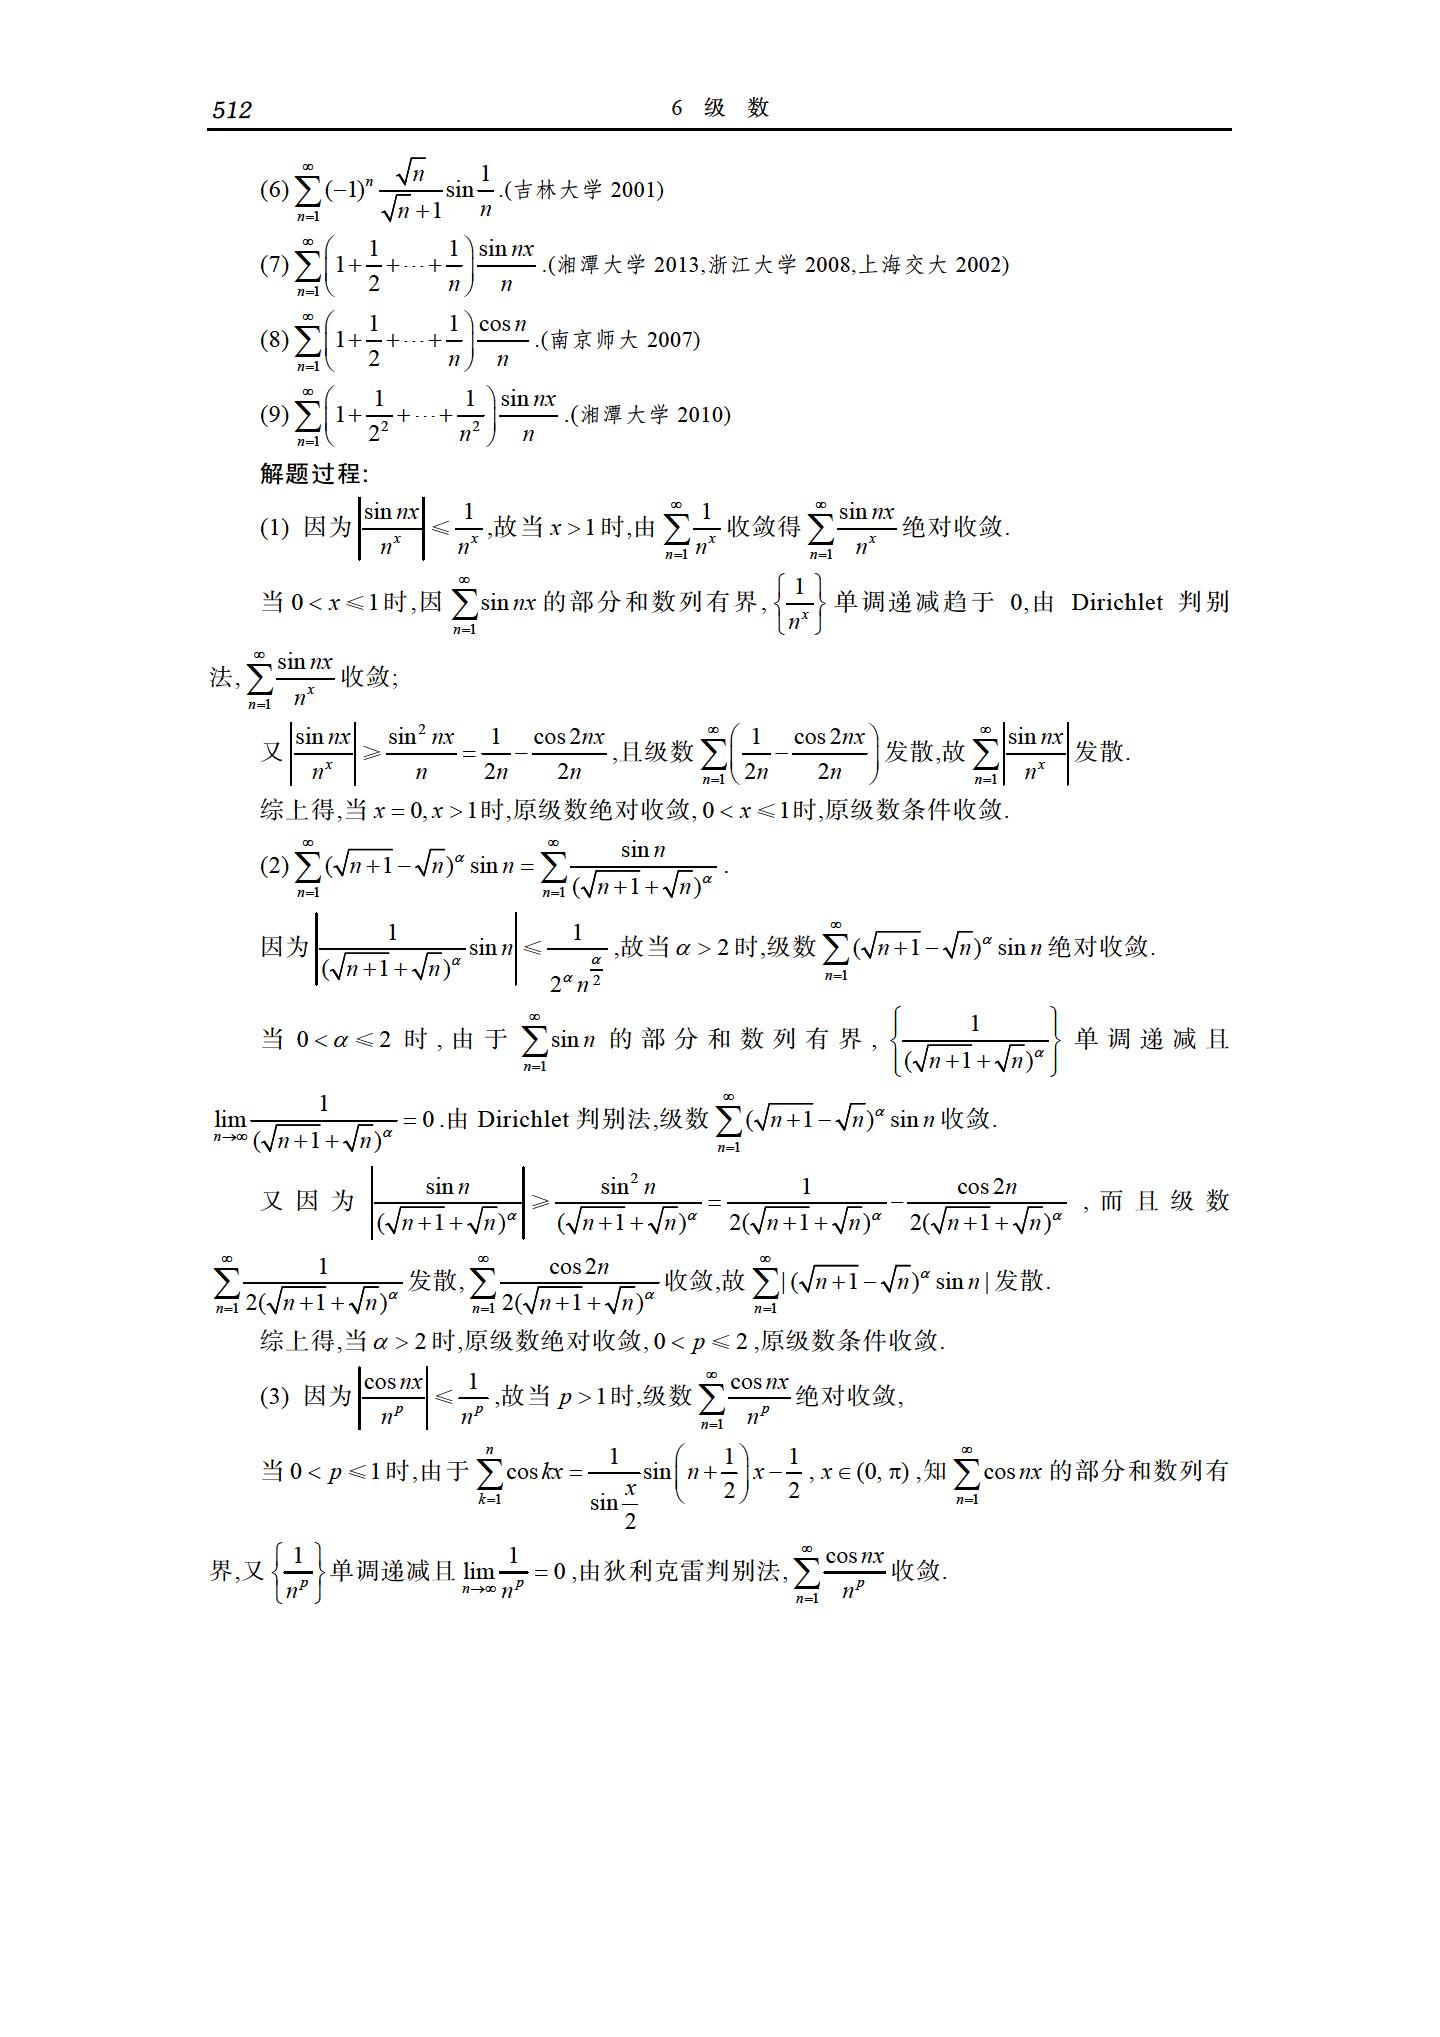 512 6 级 数
(6) $\sum_{n=1}^{\infty}(-1)^n\frac{\sqrt{n}}{\sqrt{n}+1}\sin\frac{1}{n}$.(吉林大学 2001)
(7) $\sum_{n=1}^{\infty}\left(1+\frac{1}{2}+\cdots+\frac{1}{n}\right)\frac{\sin nx}{n}$.(湘潭大学 2013,浙江大学 2008,上海交大 2002)
(8) $\sum_{n=1}^{\infty}\left(1+\frac{1}{2}+\cdots+\frac{1}{n}\right)\frac{\cos n}{n}$.(南京师大 2007)
(9) $\sum_{n=1}^{\infty}\left(1+\frac{1}{2^2}+\cdots+\frac{1}{n^2}\right)\frac{\sin nx}{n}$.(湘潭大学 2010)
解题过程:
(1) 因为$\left|\frac{\sin nx}{n^x}\right|\leqslant\frac{1}{n^x}$,故当$x>1$时,由$\sum_{n=1}^{\infty}\frac{1}{n^x}$收敛得$\sum_{n=1}^{\infty}\frac{\sin nx}{n^x}$绝对收敛.
当$0<x\leqslant1$时,因$\sum_{n=1}^{\infty}\sin nx$的部分和数列有界,$\left\{\frac{1}{n^x}\right\}$单调递减趋于 0,由 Dirichlet 判别
法,$\sum_{n=1}^{\infty}\frac{\sin nx}{n^x}$收敛;
又$\left|\frac{\sin nx}{n^x}\right|\geqslant\frac{\sin^2 nx}{n}=\frac{1}{2n}-\frac{\cos 2nx}{2n}$,且级数$\sum_{n=1}^{\infty}\left(\frac{1}{2n}-\frac{\cos 2nx}{2n}\right)$发散,故$\sum_{n=1}^{\infty}\left|\frac{\sin nx}{n^x}\right|$发散.
综上得,当$x=0,x>1$时,原级数绝对收敛,$0<x\leqslant1$时,原级数条件收敛.
(2) $\sum_{n=1}^{\infty}(\sqrt{n+1}-\sqrt{n})^{\alpha}\sin n=\sum_{n=1}^{\infty}\frac{\sin n}{(\sqrt{n+1}+\sqrt{n})^{\alpha}}$.
因为$\left|\frac{1}{(\sqrt{n+1}+\sqrt{n})^{\alpha}}\sin n\right|\leqslant\frac{1}{2^{\alpha}n^{\frac{\alpha}{2}}}$,故当$\alpha>2$时,级数$\sum_{n=1}^{\infty}(\sqrt{n+1}-\sqrt{n})^{\alpha}\sin n$绝对收敛.
当$0<\alpha\leqslant2$时,由于$\sum_{n=1}^{\infty}\sin n$的部分和数列有界,$\left\{\frac{1}{(\sqrt{n+1}+\sqrt{n})^{\alpha}}\right\}$单调递减且
$\lim_{n\to\infty}\frac{1}{(\sqrt{n+1}+\sqrt{n})^{\alpha}}=0$.由 Dirichlet 判别法,级数$\sum_{n=1}^{\infty}(\sqrt{n+1}-\sqrt{n})^{\alpha}\sin n$收敛.
又因为$\left|\frac{\sin n}{(\sqrt{n+1}+\sqrt{n})^{\alpha}}\right|\geqslant\frac{\sin^2 n}{(\sqrt{n+1}+\sqrt{n})^{\alpha}}=\frac{1}{2(\sqrt{n+1}+\sqrt{n})^{\alpha}}-\frac{\cos 2n}{2(\sqrt{n+1}+\sqrt{n})^{\alpha}}$,而且级数
$\sum_{n=1}^{\infty}\frac{1}{2(\sqrt{n+1}+\sqrt{n})^{\alpha}}$发散,$\sum_{n=1}^{\infty}\frac{\cos 2n}{2(\sqrt{n+1}+\sqrt{n})^{\alpha}}$收敛,故$\sum_{n=1}^{\infty}|(\sqrt{n+1}-\sqrt{n})^{\alpha}\sin n|$发散.
综上得,当$\alpha>2$时,原级数绝对收敛,$0<p\leqslant2$,原级数条件收敛.
(3) 因为$\left|\frac{\cos nx}{n^p}\right|\leqslant\frac{1}{n^p}$,故当$p>1$时,级数$\sum_{n=1}^{\infty}\frac{\cos nx}{n^p}$绝对收敛,
当$0<p\leqslant1$时,由于$\sum_{k=1}^{n}\cos kx=\frac{1}{\sin\frac{x}{2}}\sin\left(n+\frac{1}{2}\right)x-\frac{1}{2},x\in(0,\pi)$,知$\sum_{n=1}^{\infty}\cos nx$的部分和数列有
界,又$\left\{\frac{1}{n^p}\right\}$单调递减且$\lim_{n\to\infty}\frac{1}{n^p}=0$,由狄利克雷判别法,$\sum_{n=1}^{\infty}\frac{\cos nx}{n^p}$收敛.